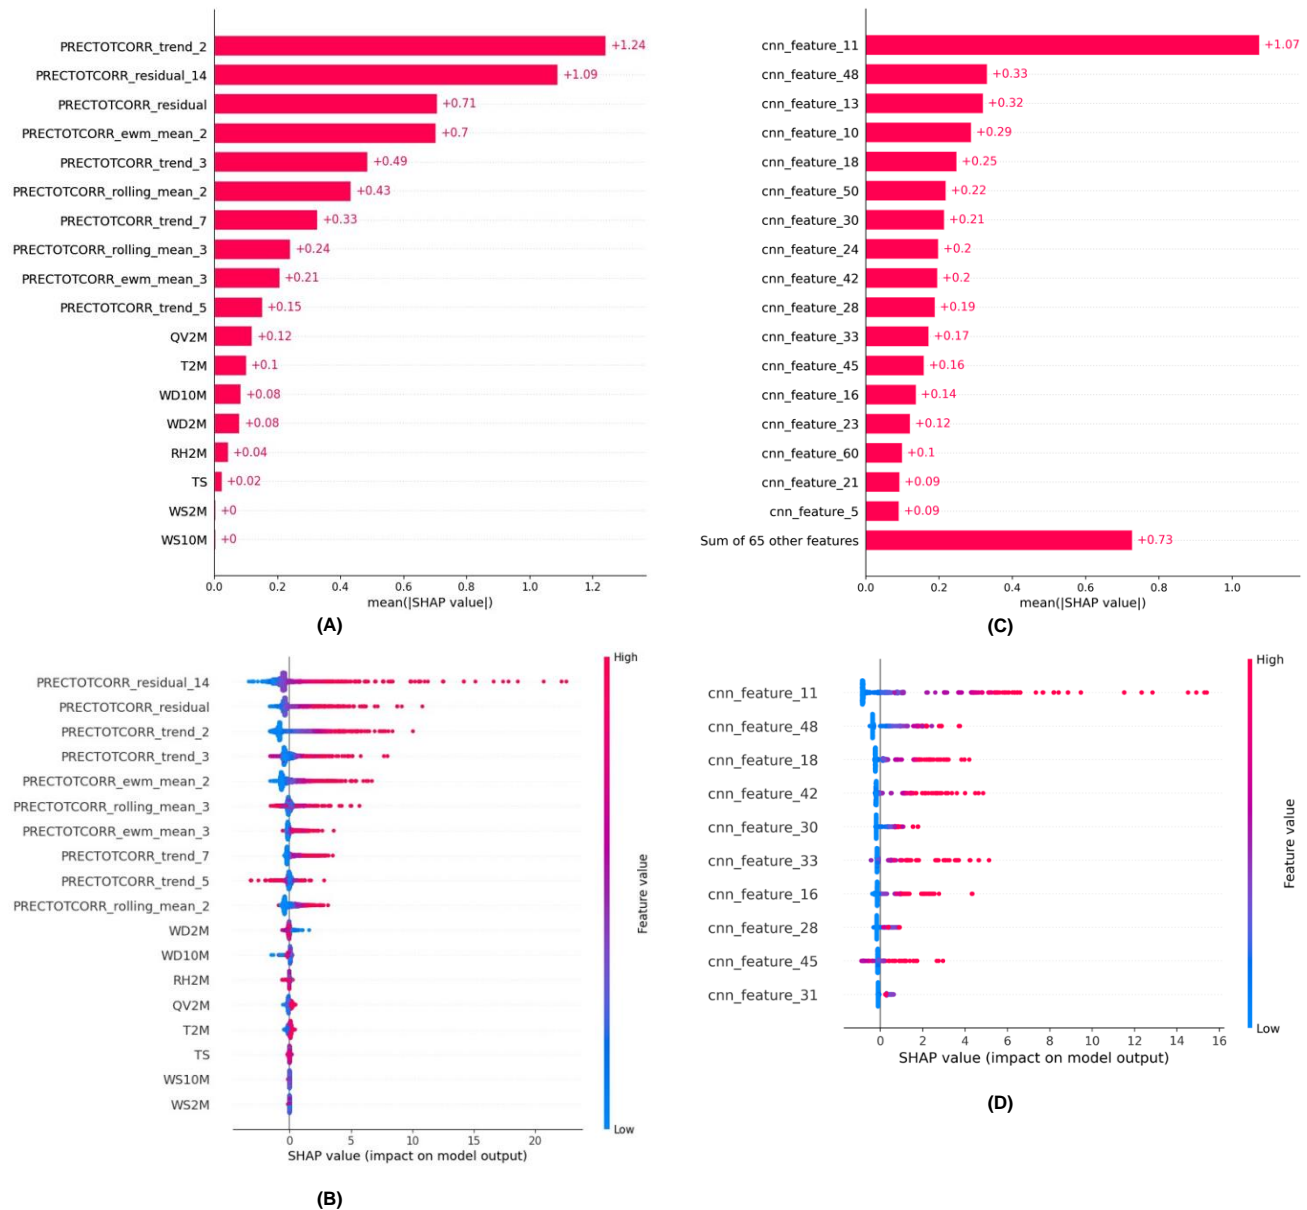 PRECTOTCORR_trend_2 +1.24
PRECTOTCORR_residual_14 +1.09
PRECTOTCORR_residual +0.71
PRECTOTCORR_ewm_mean_2 +0.7
PRECTOTCORR_trend_3 +0.49
PRECTOTCORR_rolling_mean_2 +0.43
PRECTOTCORR_trend_7 +0.33
PRECTOTCORR_rolling_mean_3 +0.24
PRECTOTCORR_ewm_mean_3 +0.21
PRECTOTCORR_trend_5 +0.15
QV2M +0.12
T2M +0.1
WD10M +0.08
WD2M +0.08
RH2M +0.04
TS +0.02
WS2M +0
WS10M +0
0.0 0.2 0.4 0.6 0.8 1.0 1.2
mean(|SHAP value|)
(A)
cnn_feature_11 +1.07
cnn_feature_48 +0.33
cnn_feature_13 +0.32
cnn_feature_10 +0.29
cnn_feature_18 +0.25
cnn_feature_50 +0.22
cnn_feature_30 +0.21
cnn_feature_24 +0.2
cnn_feature_42 +0.2
cnn_feature_28 +0.19
cnn_feature_33 +0.17
cnn_feature_45 +0.16
cnn_feature_16 +0.14
cnn_feature_23 +0.12
cnn_feature_60 +0.1
cnn_feature_21 +0.09
cnn_feature_5 +0.09
Sum of 65 other features +0.73
0.0 0.2 0.4 0.6 0.8 1.0
mean(|SHAP value|)
(C)
High
PRECTOTCORR_residual_14
PRECTOTCORR_residual
PRECTOTCORR_trend_2
PRECTOTCORR_trend_3
PRECTOTCORR_ewm_mean_2
PRECTOTCORR_rolling_mean_3
PRECTOTCORR_ewm_mean_3
PRECTOTCORR_trend_7
PRECTOTCORR_trend_5
PRECTOTCORR_rolling_mean_2
WD2M
WD10M
RH2M
QV2M
T2M
TS
WS10M
WS2M
Feature value
Low
0 5 10 15 20
SHAP value (impact on model output)
(B)
High
cnn_feature_11
cnn_feature_48
cnn_feature_18
cnn_feature_42
cnn_feature_30
cnn_feature_33
cnn_feature_16
cnn_feature_28
cnn_feature_45
cnn_feature_31
Feature value
Low
0 2 4 6 8 10 12 14 16
SHAP value (impact on model output)
(D)